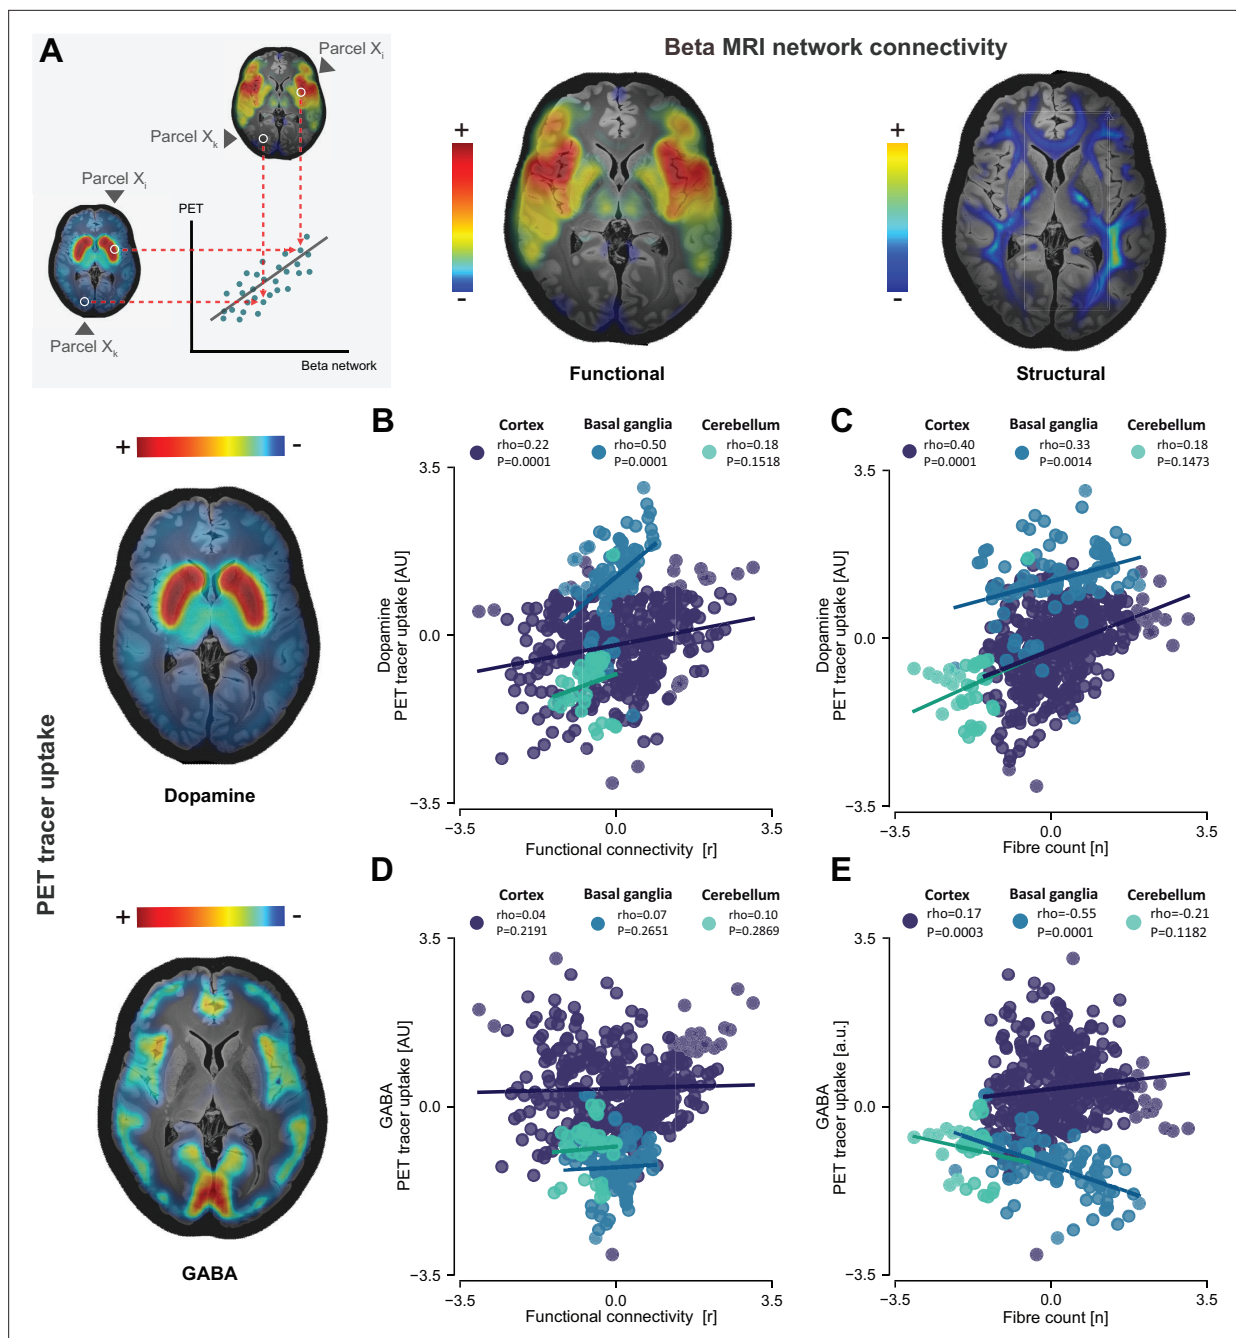 A
Parcel Xi
Parcel Xk
Parcel Xi
PET
Parcel Xk
Beta network
Beta MRI network connectivity
+
-
Functional
+
-
Structural
PET tracer uptake
+
-
Dopamine
+
-
GABA
B
Cortex Basal ganglia Cerebellum
rho=0.22 rho=0.50 rho=0.18
P=0.0001 P=0.0001 P=0.1518
3.5
0.0
−3.5
Dopamine
PET tracer uptake [AU]
−3.5 0.0 3.5
Functional connectivity [r]
C
Cortex Basal ganglia Cerebellum
rho=0.40 rho=0.33 rho=0.18
P=0.0001 P=0.0014 P=0.1473
3.5
0.0
−3.5
Dopamine
PET tracer uptake [AU]
−3.5 0.0 3.5
Fibre count [n]
D
Cortex Basal ganglia Cerebellum
rho=0.04 rho=0.07 rho=0.10
P=0.2191 P=0.2651 P=0.2869
3.5
0.0
−3.5
GABA
PET tracer uptake [AU]
−3.5 0.0 3.5
Functional connectivity [r]
E
Cortex Basal ganglia Cerebellum
rho=0.17 rho=-0.55 rho=-0.21
P=0.0003 P=0.0001 P=0.1182
3.5
0.0
−3.5
GABA
PET tracer uptake [a.u.]
−3.5 0.0 3.5
Fibre count [n]